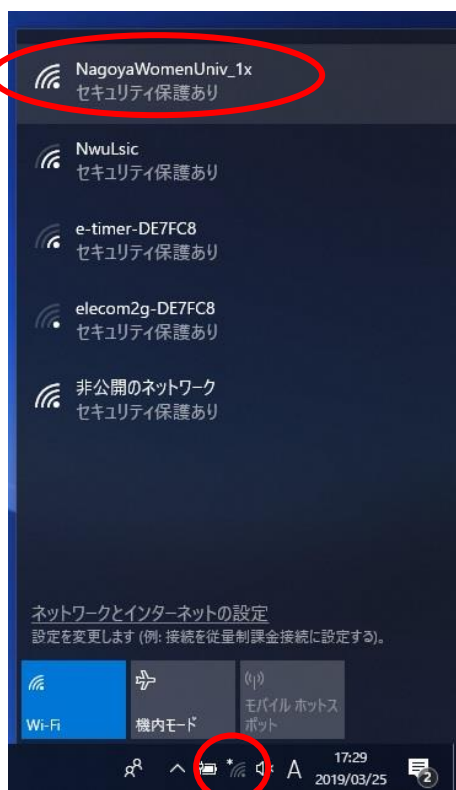 NagoyaWomenUniv_1x
セキュリティ保護あり
NwuLsic
セキュリティ保護あり
e-timer-DE7FC8
セキュリティ保護あり
elecom2g-DE7FC8
セキュリティ保護あり
非公開のネットワーク
セキュリティ保護あり
ネットワークとインターネットの設定
設定を変更します (例: 接続を従量制課金接続に設定する)。
Wi-Fi
機内モード
モバイル ホットス
ポット
A
17:29
2019/03/25
2